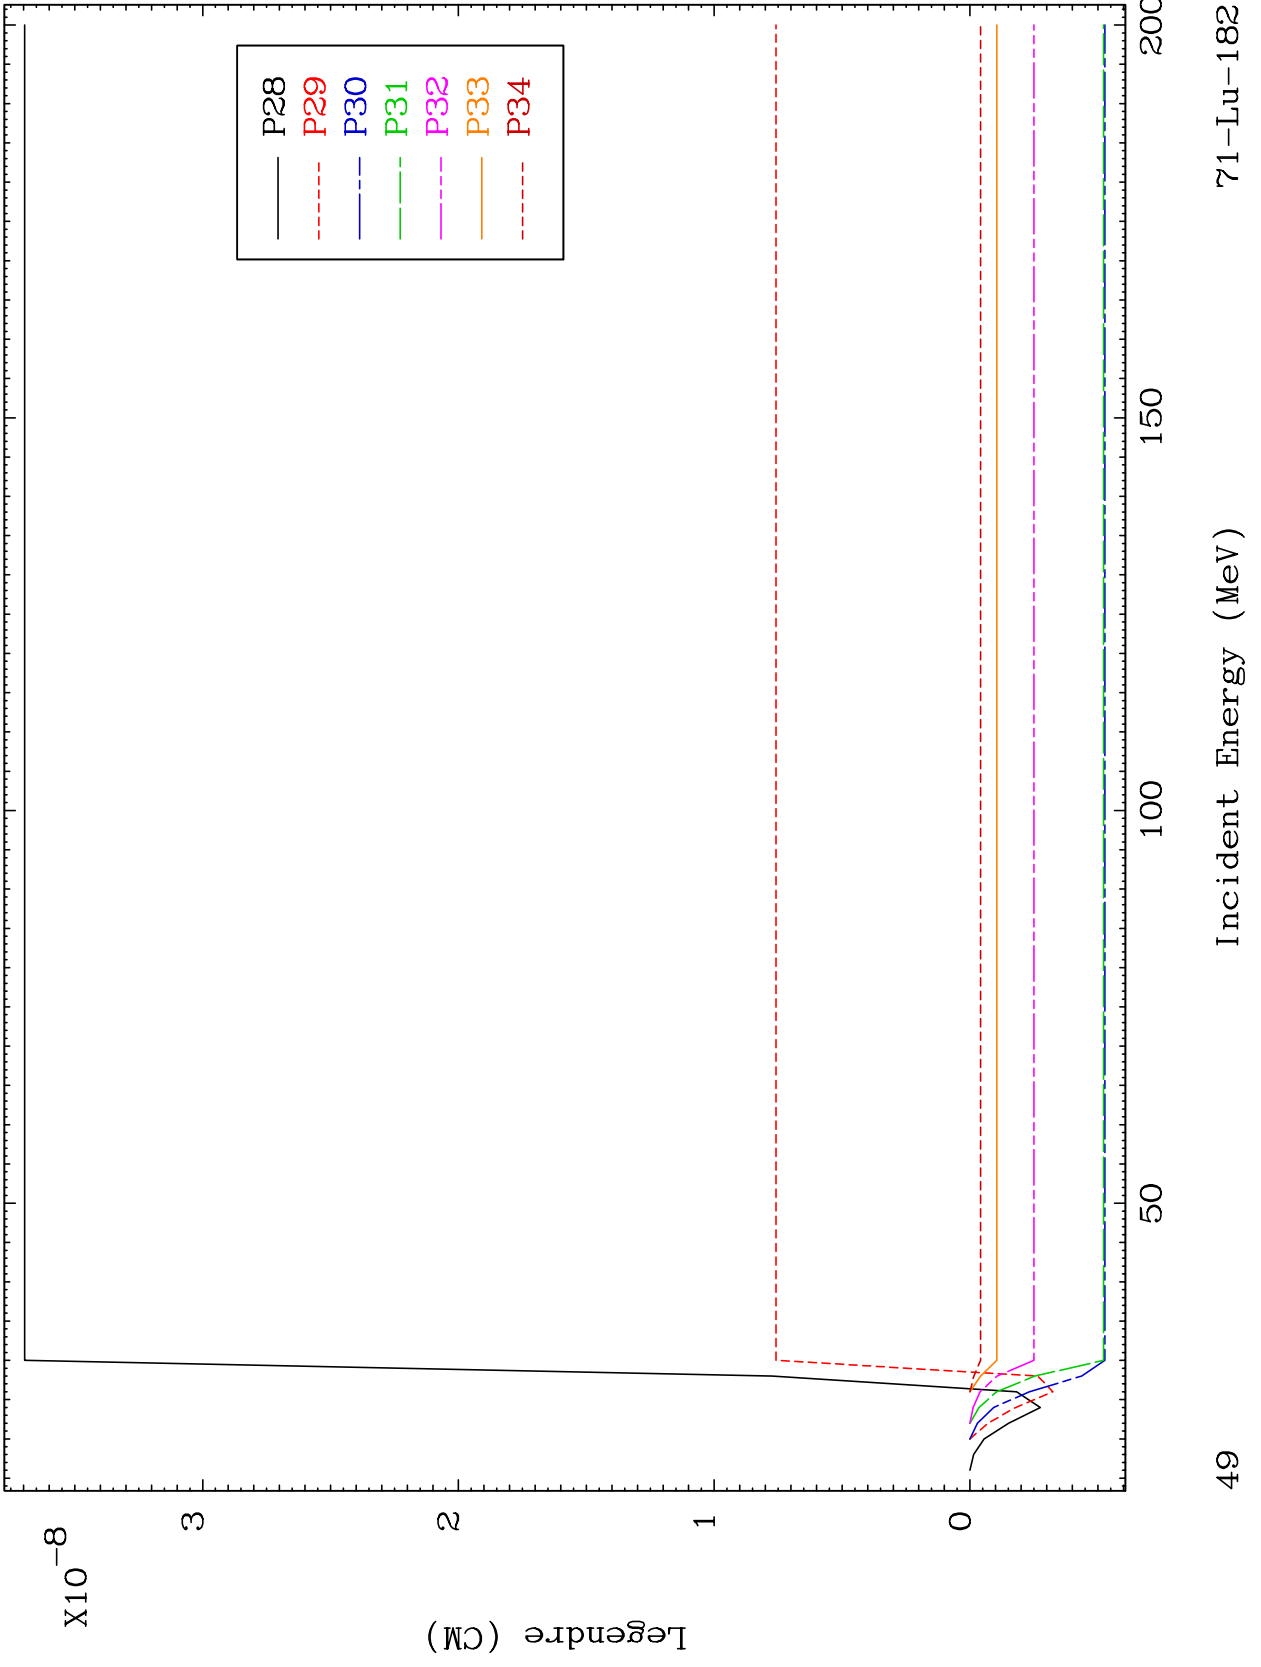 X10-8
3
2
1
0
Legendre (CM)
P28
P29
P30
P31
P32
P33
P34
50
100
150
200
Incident Energy (MeV)
49
71-Lu-182